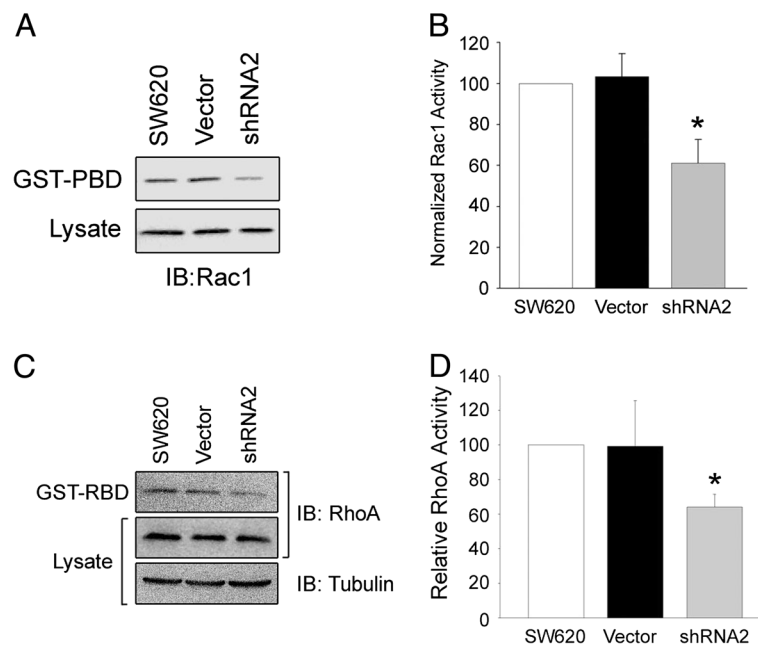 A
SW620
Vector
shRNA2
GST-PBD
Lysate
IB:Rac1
B
Normalized Rac1 Activity
120
100
80
60
40
20
0
*
SW620 Vector shRNA2
C
SW620
Vector
shRNA2
GST-RBD
Lysate
IB: RhoA
IB: Tubulin
D
Relative RhoA Activity
140
120
100
80
60
40
20
0
*
SW620 Vector shRNA2